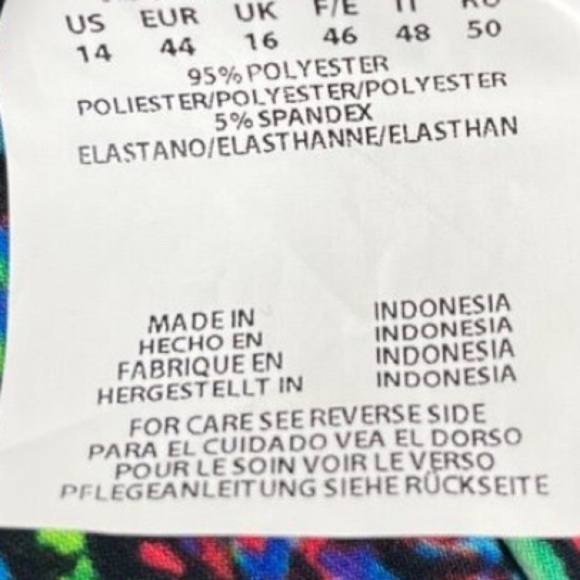 US EUR UK F/E IT RU
14 44 16 46 48 50
95% POLYESTER
POLIESTER/POLYESTER/POLYESTER
5% SPANDEX
ELASTANO/ELASTHANNE/ELASTHAN
MADE IN INDONESIA
HECHO EN INDONESIA
FABRIQUE EN INDONESIA
HERGESTELLT IN INDONESIA
FOR CARE SEE REVERSE SIDE
PARA EL CUIDADO VEA EL DORSO
POUR LE SOIN VOIR LE VERSO
PFLEGEANLEITUNG SIEHE RÜCKSEITE